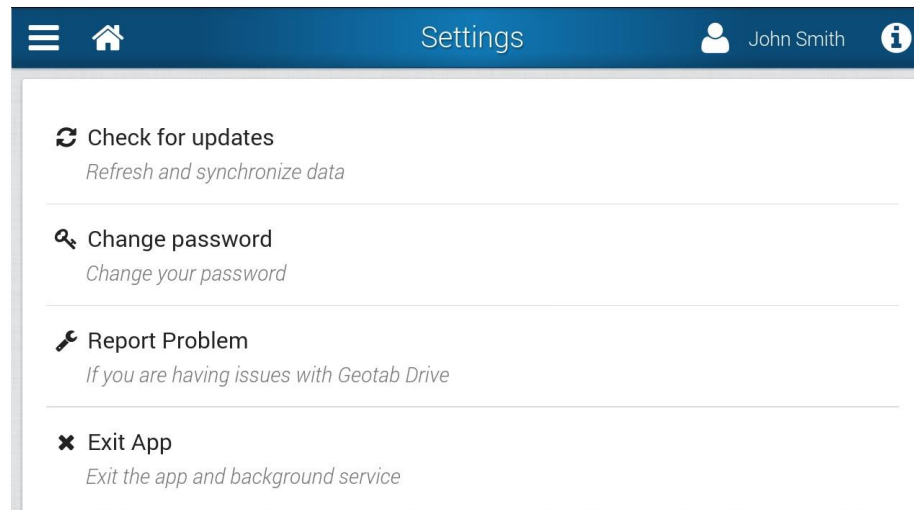 Settings
John Smith
Check for updates
Refresh and synchronize data
Change password
Change your password
Report Problem
If you are having issues with Geotab Drive
Exit App
Exit the app and background service